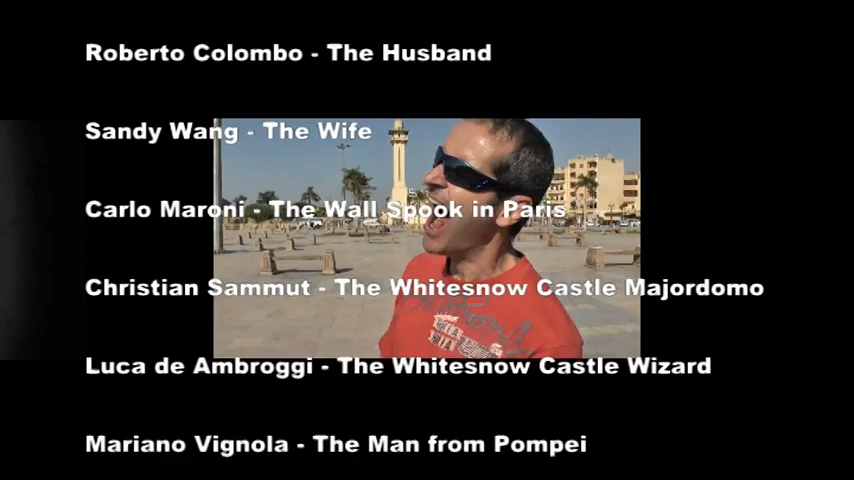 Roberto Colombo - The Husband
Sandy Wang - The Wife
Carlo Maroni - The Wall Spook in Paris
Christian Sammut - The Whitesnow Castle Majordomo
Luca de Ambroggi - The Whitesnow Castle Wizard
Mariano Vignola - The Man from Pompei